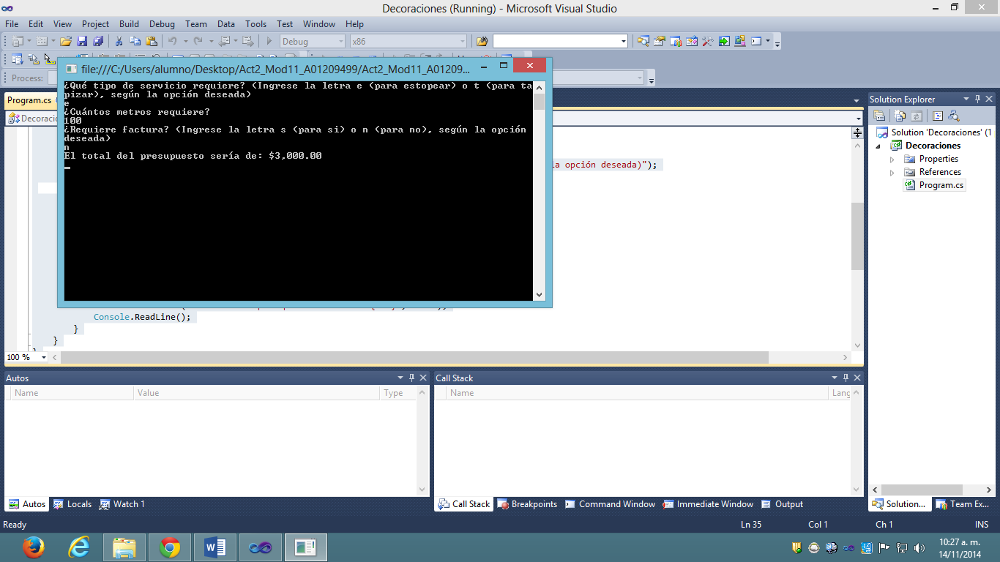 Decoraciones (Running) - Microsoft Visual Studio
File Edit View Project Build Debug Team Data Tools Test Window Help
Debug x86
Process:
file:///C:/Users/alumno/Desktop/Act2_Mod11_A01209499/Act2_Mod11_A01209...
¿Qué tipo de servicio requiere? (Ingrese la letra e (para estopear) o t (para ta
pizar), según la opción deseada)
e
¿Cuántos metros requiere?
100
¿Requiere factura? (Ingrese la letra s (para si) o n (para no), según la opción
deseada)
n
El total del presupuesto sería de: $3,000.00
Program.cs
Decoracio
la opción deseada)");
Console.ReadLine();
}
}
100 %
Solution Explorer
Solution 'Decoraciones' (1
Decoraciones
Properties
References
Program.cs
Autos
Name Value Type
Call Stack
Name Lang
Autos Locals Watch 1
Call Stack Breakpoints Command Window Immediate Window Output
Solution... Team Ex...
Ready Ln 35 Col 1 Ch 1 INS
10:27 a. m.
14/11/2014